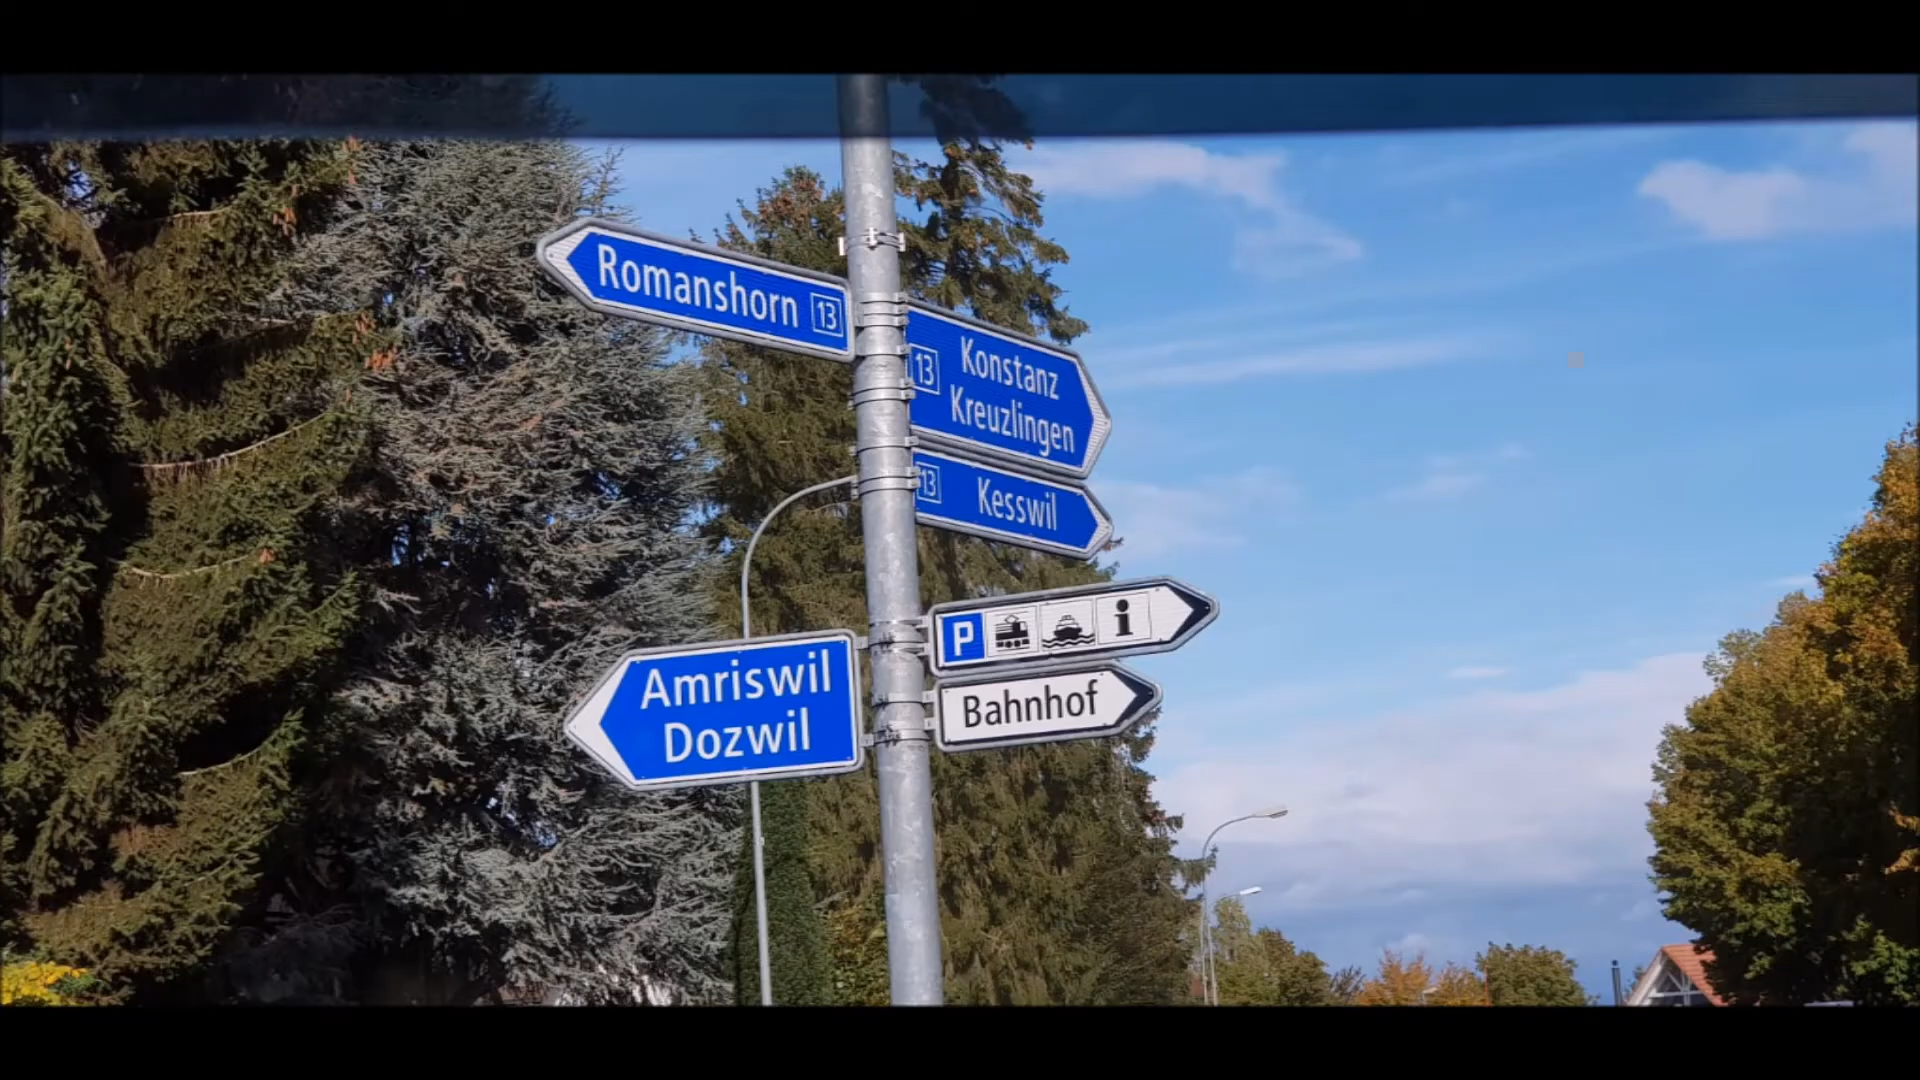 Romanshorn 13
13 Konstanz
Kreuzlingen
13 Kesswil
P i
Amriswil
Dozwil
Bahnhof